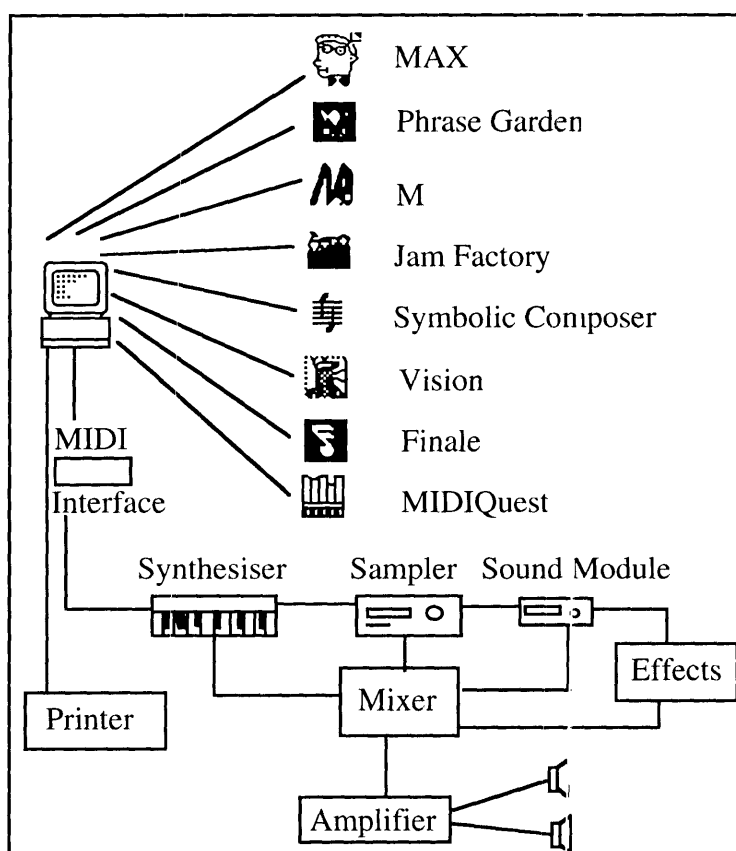 MAX
Phrase Garden
M
Jam Factory
Symbolic Composer
Vision
Finale
MIDIQuest
MIDI
Interface
Synthesiser
Sampler
Sound Module
Effects
Mixer
Printer
Amplifier